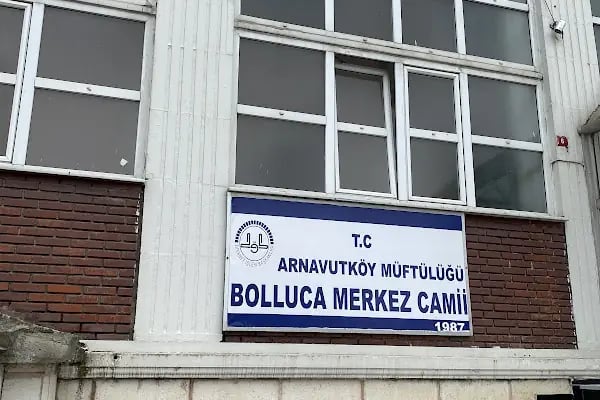 T.C
ARNAVUTKÖY MÜFTÜLÜĞÜ
BOLLUCA MERKEZ CAMİİ
1987